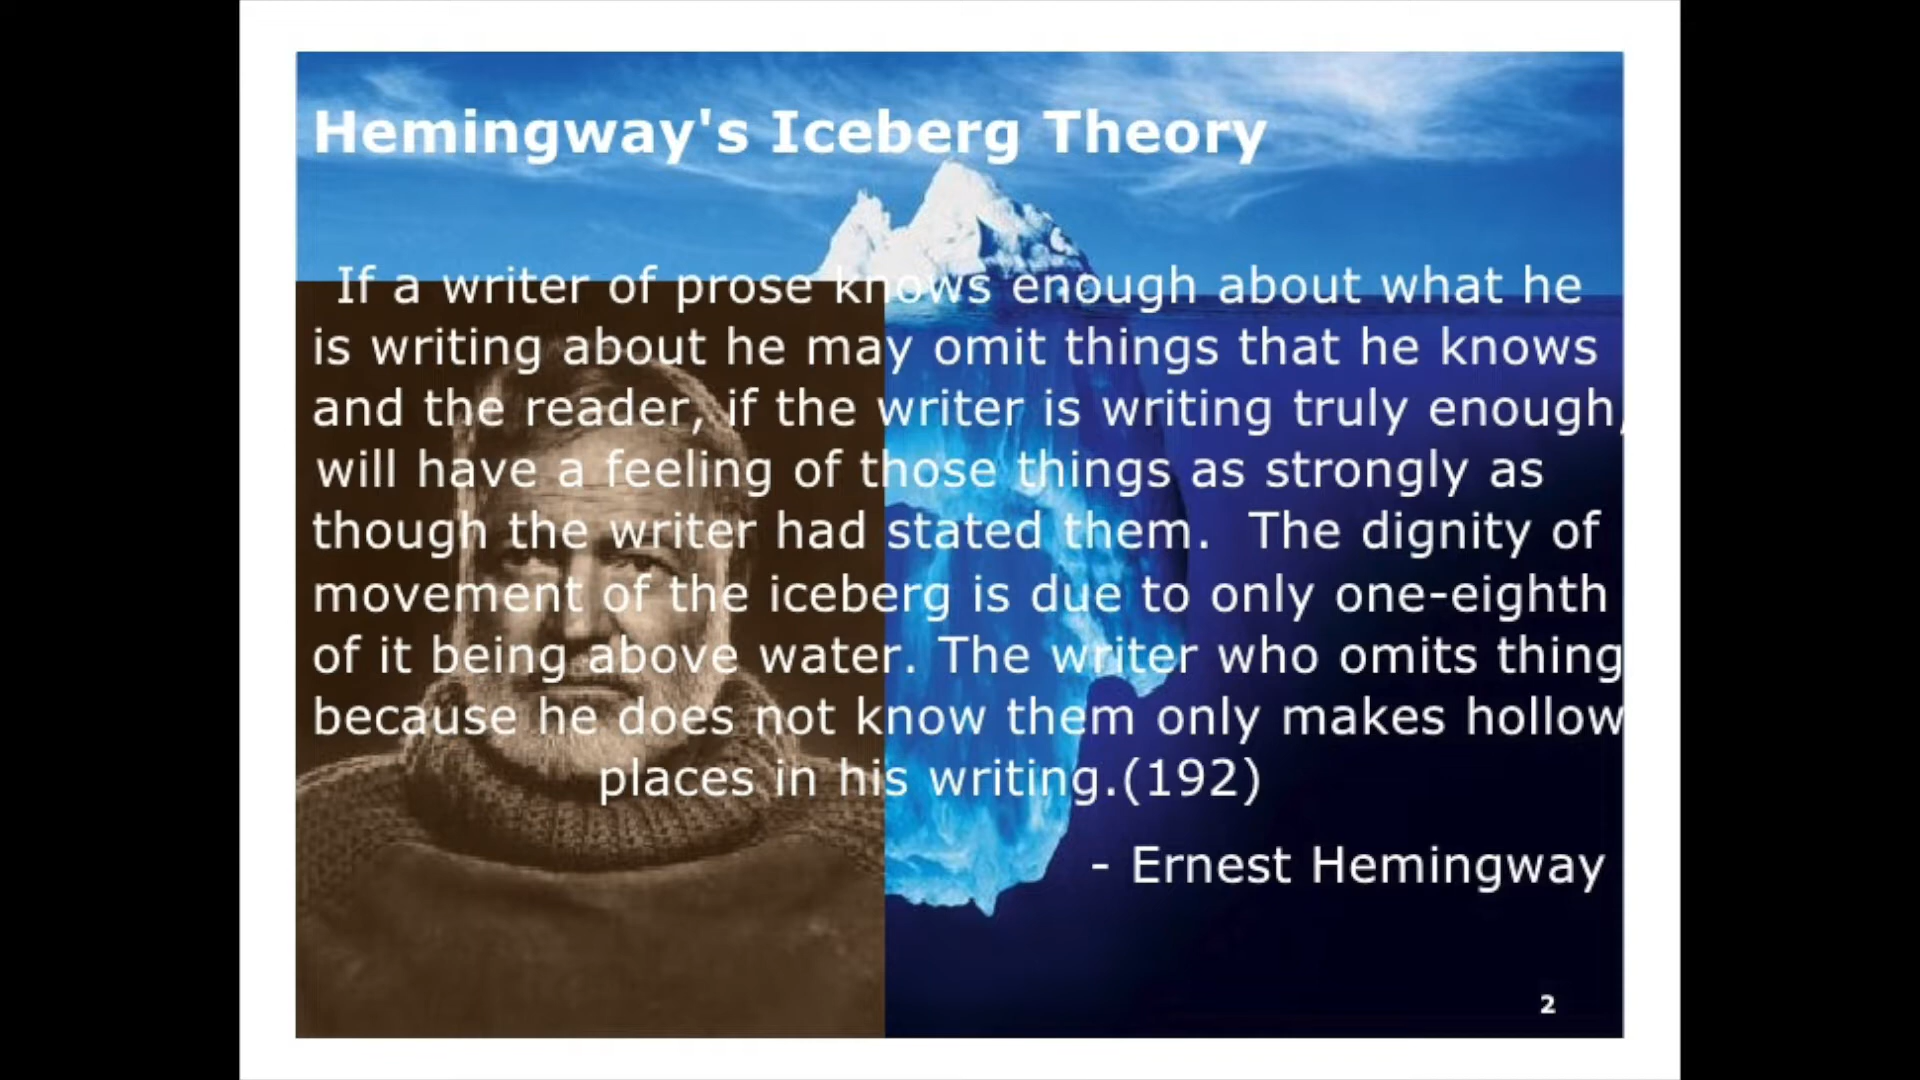 Hemingway's Iceberg Theory
If a writer of prose knows enough about what he
is writing about he may omit things that he knows
and the reader, if the writer is writing truly enough,
will have a feeling of those things as strongly as
though the writer had stated them. The dignity of
movement of the iceberg is due to only one-eighth
of it being above water. The writer who omits thing
because he does not know them only makes hollow
places in his writing.(192)
- Ernest Hemingway
2